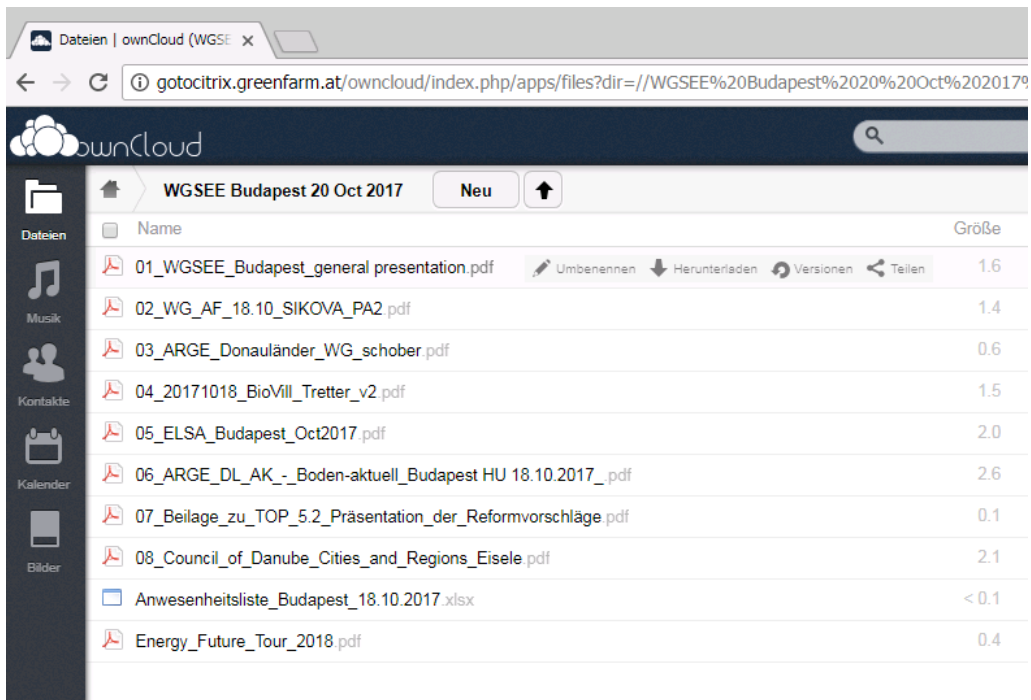 Dateien | ownCloud (WGSE
gotocitrix.greenfarm.at/owncloud/index.php/apps/files?dir=//WGSEE%20Budapest%2020%20Oct%202017%
ownCloud
WGSEE Budapest 20 Oct 2017 Neu
Dateien
Name Größe
01_WGSEE_Budapest_general presentation.pdf Umbenennen Herunterladen Versionen Teilen 1.6
Musik
02_WG_AF_18.10_SIKOVA_PA2.pdf 1.4
03_ARGE_Donauländer_WG_schober.pdf 0.6
Kontakte
04_20171018_BioVill_Tretter_v2.pdf 1.5
05_ELSA_Budapest_Oct2017.pdf 2.0
Kalender
06_ARGE_DL_AK_-_Boden-aktuell_Budapest HU 18.10.2017_.pdf 2.6
07_Beilage_zu_TOP_5.2_Präsentation_der_Reformvorschläge.pdf 0.1
Bilder
08_Council_of_Danube_Cities_and_Regions_Eisele.pdf 2.1
Anwesenheitsliste_Budapest_18.10.2017.xlsx < 0.1
Energy_Future_Tour_2018.pdf 0.4